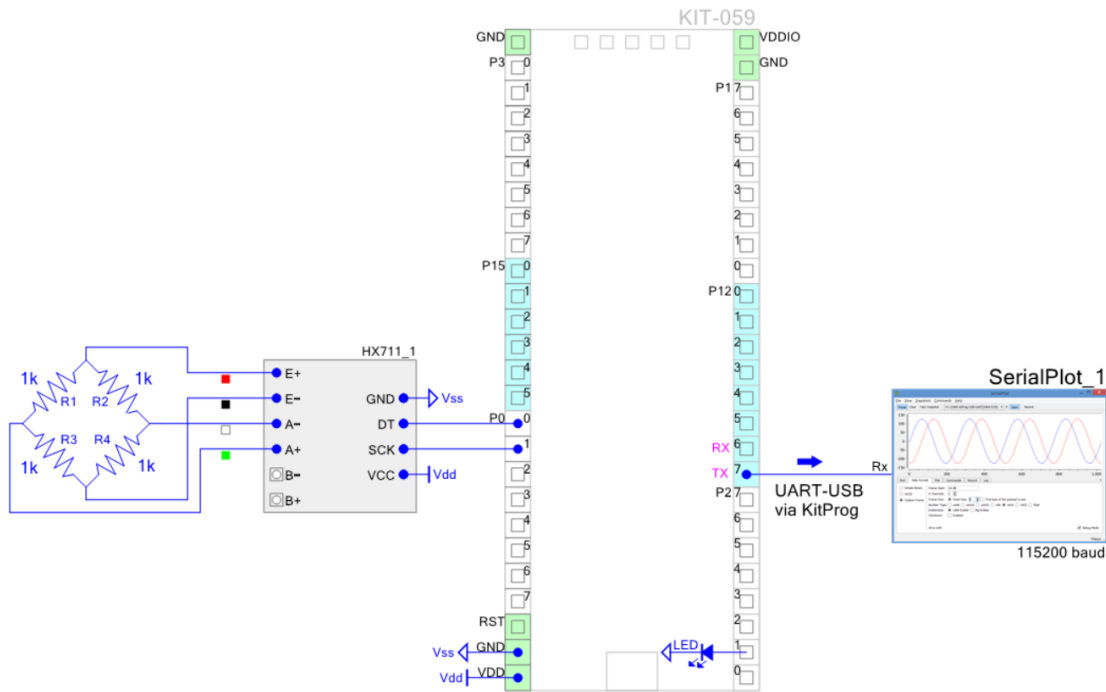 KIT-059
GND
VDDIO
P3
0
GND
1
P17
2
6
3
5
4
4
5
3
6
2
7
1
P15
0
0
1
P12
0
2
1
3
2
4
3
5
4
P0
0
5
1
RX
6
2
TX
7
3
P2
7
4
6
5
5
6
4
7
3
RST
2
Vss
GND
LED
1
Vdd
VDD
0
HX711_1
1k
1k
R1
R2
R3
R4
1k
1k
E+
E-
GND
Vss
A-
DT
A+
SCK
B-
VCC
Vdd
B+
UART-USB
via KitProg
Rx
SerialPlot_1
115200 baud